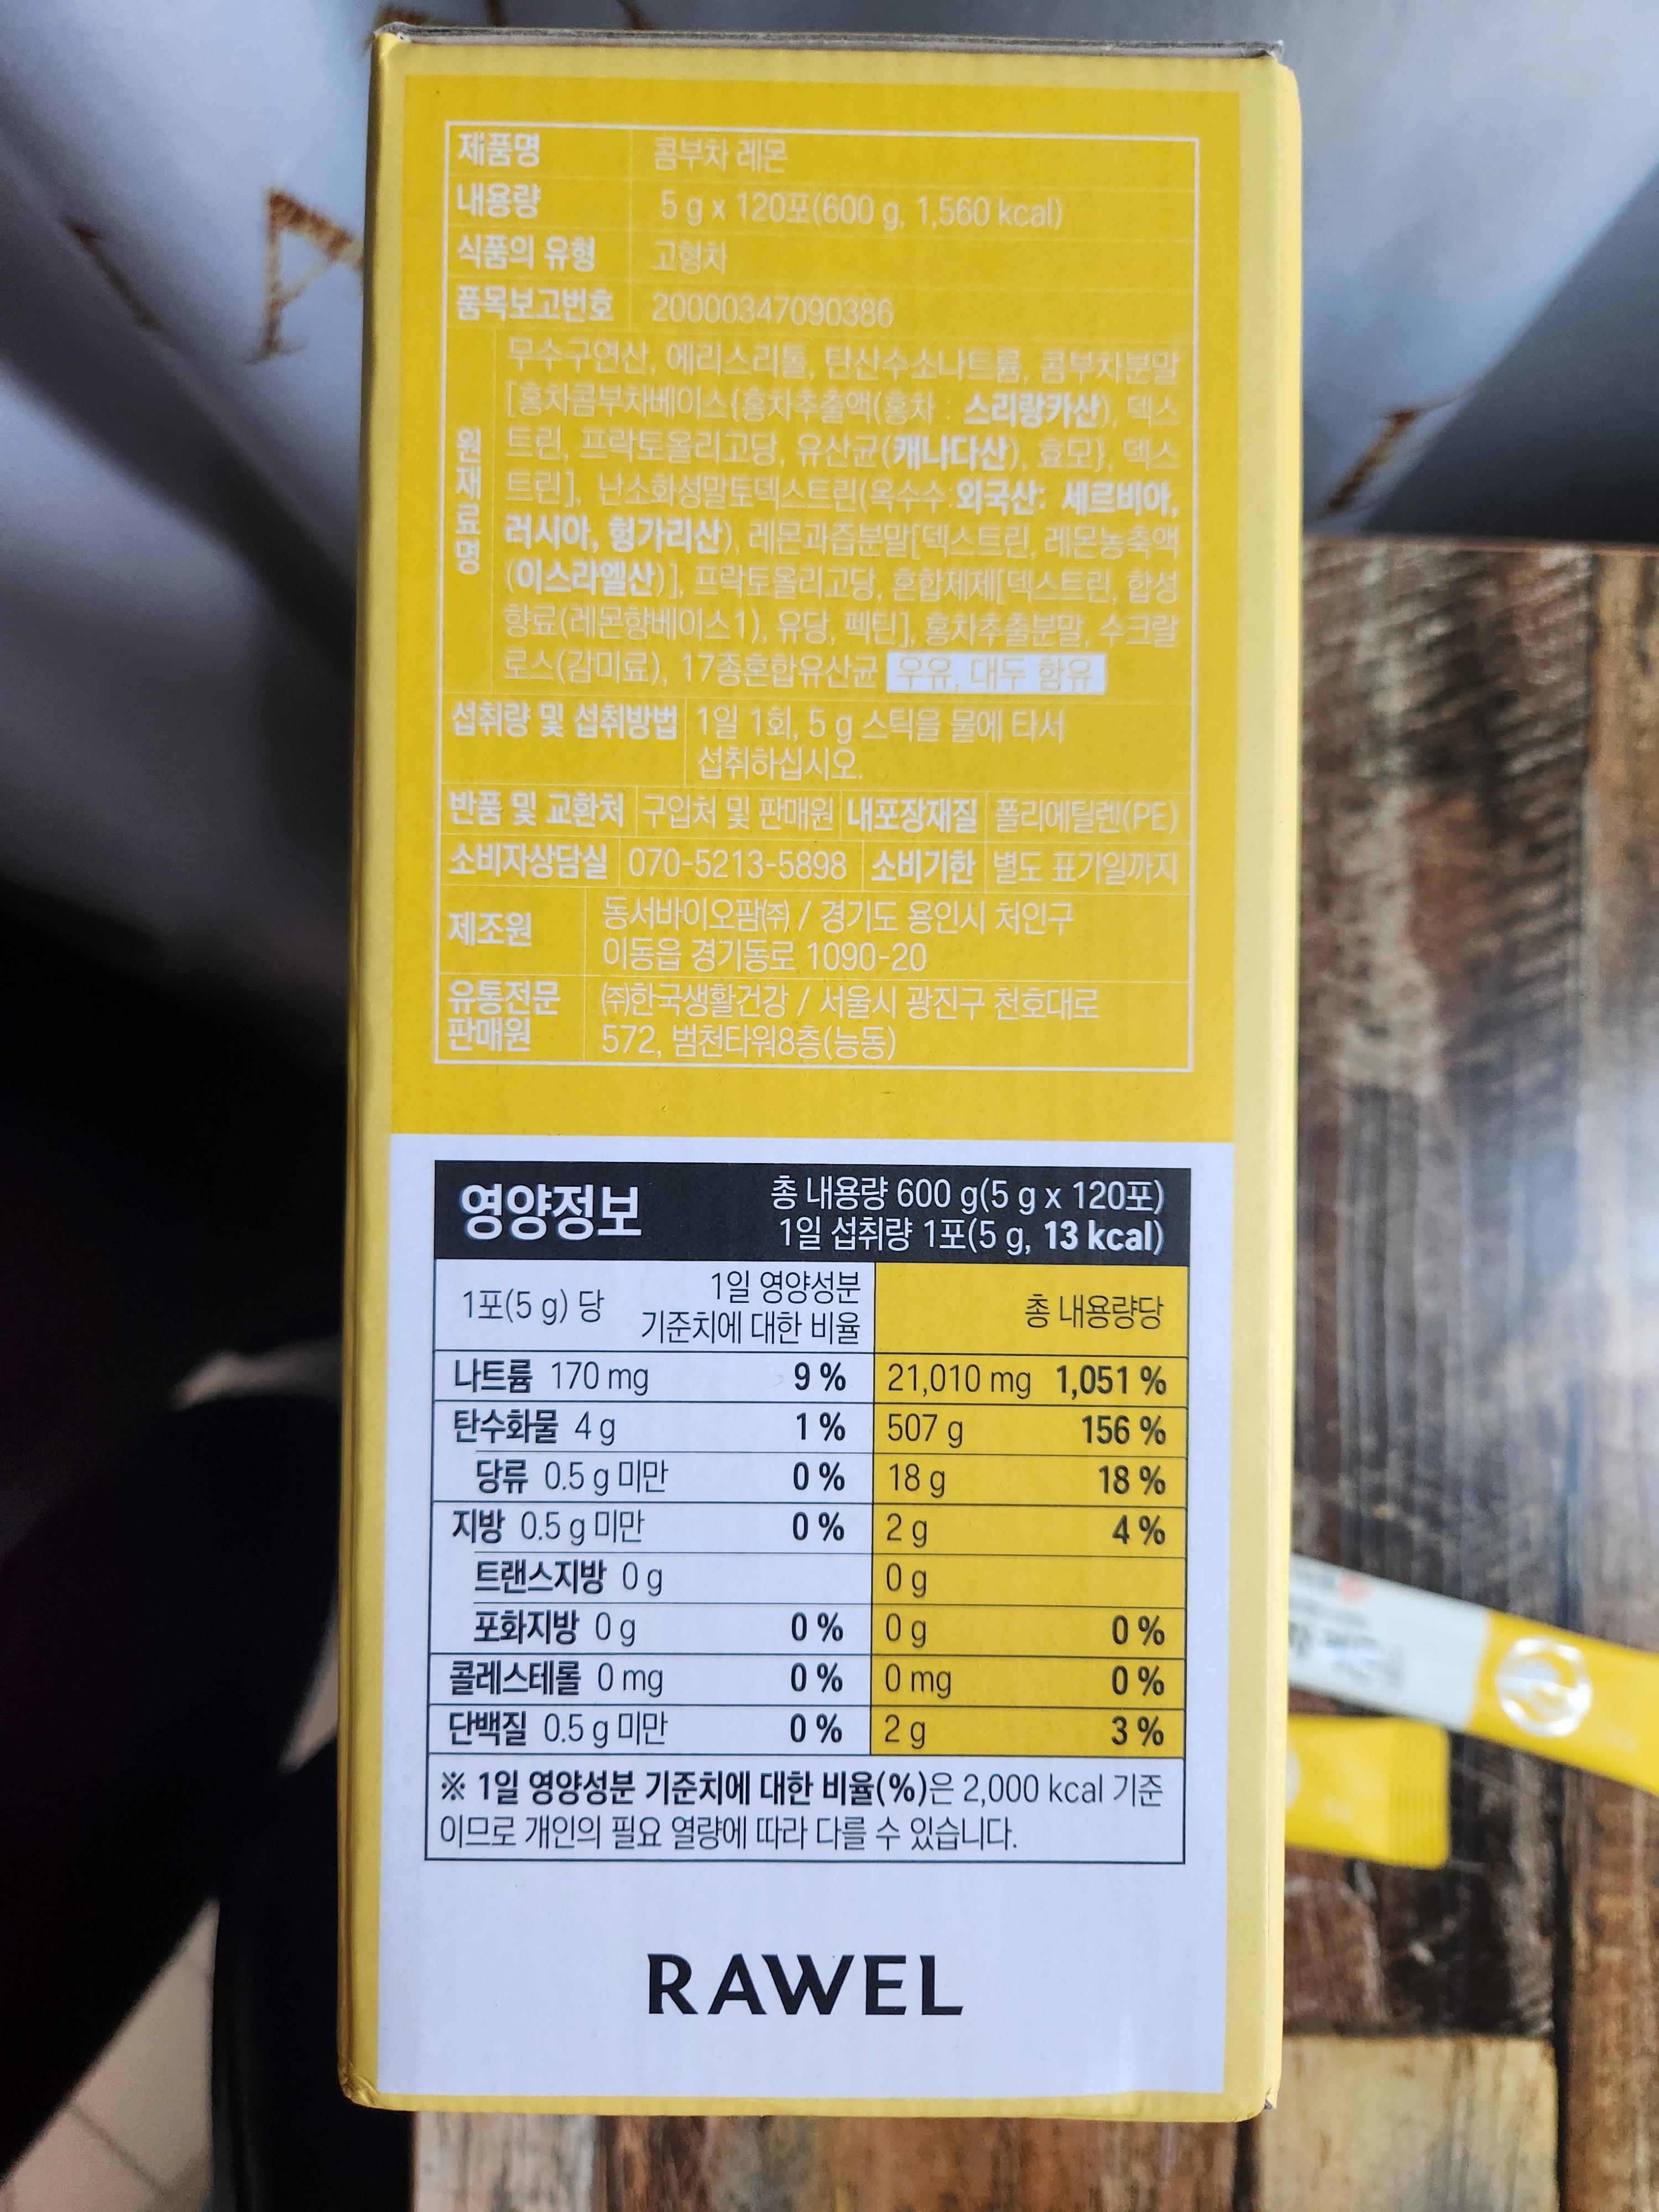 제품명 콤부차 레몬
내용량 5 g x 120포(600 g, 1,560 kcal)
식품의 유형 고형차
품목보고번호 20000347090386
원재료명
무수구연산, 에리스리톨, 탄산수소나트륨, 콤부차분말
[홍차콤부차베이스{홍차추출액(홍차 : 스리랑카산), 덱스
트린, 프락토올리고당, 유산균(캐나다산), 효모}, 덱스
트린], 난소화성말토덱스트린(옥수수:외국산: 세르비아,
러시아, 헝가리산), 레몬과즙분말[덱스트린, 레몬농축액
(이스라엘산)], 프락토올리고당, 혼합제제[덱스트린, 합성
향료(레몬향베이스1), 유당, 펙틴], 홍차추출분말, 수크랄
로스(감미료), 17종혼합유산균 우유, 대두 함유
섭취량 및 섭취방법 1일 1회, 5 g 스틱을 물에 타서
섭취하십시오.
반품 및 교환처 구입처 및 판매원 내포장재질 폴리에틸렌(PE)
소비자상담실 070-5213-5898 소비기한 별도 표기일까지
제조원 동서바이오팜㈜ / 경기도 용인시 처인구
이동읍 경기동로 1090-20
유통전문 ㈜한국생활건강 / 서울시 광진구 천호대로
판매원 572, 범천타워8층(능동)
영양정보
총 내용량 600 g(5 g x 120포)
1일 섭취량 1포(5 g, 13 kcal)
1포(5 g) 당
1일 영양성분
기준치에 대한 비율
총 내용량당
나트륨 170 mg 9 % 21,010 mg 1,051 %
탄수화물 4 g 1 % 507 g 156 %
당류 0.5 g 미만 0 % 18 g 18 %
지방 0.5 g 미만 0 % 2 g 4 %
트랜스지방 0 g 0 g
포화지방 0 g 0 % 0 g 0 %
콜레스테롤 0 mg 0 % 0 mg 0 %
단백질 0.5 g 미만 0 % 2 g 3 %
※ 1일 영양성분 기준치에 대한 비율(%)은 2,000 kcal 기준
이므로 개인의 필요 열량에 따라 다를 수 있습니다.
RAWEL